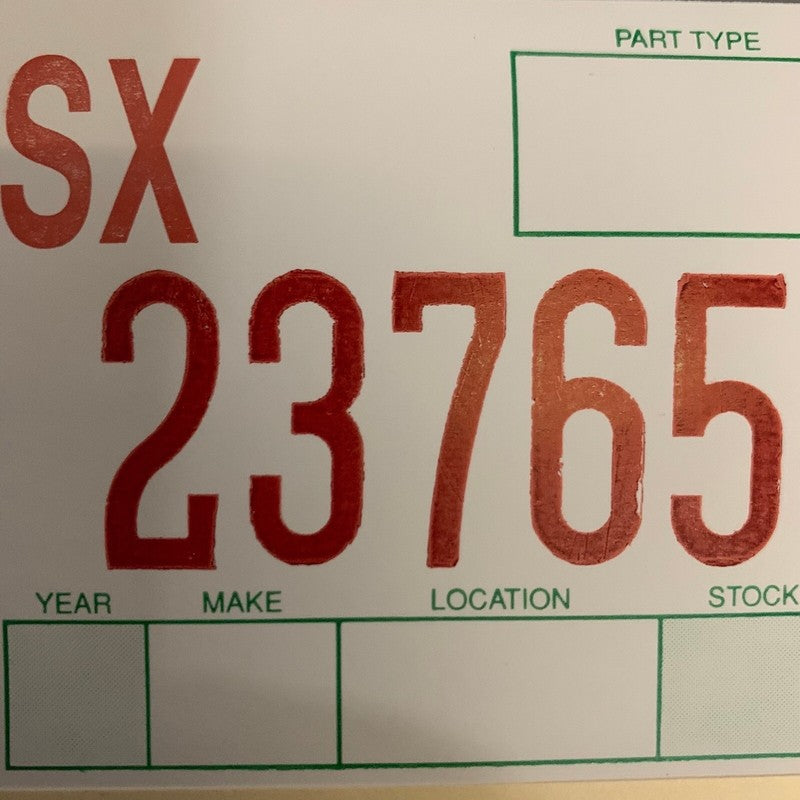 PART TYPE
SX
23765
YEAR MAKE LOCATION STOCK